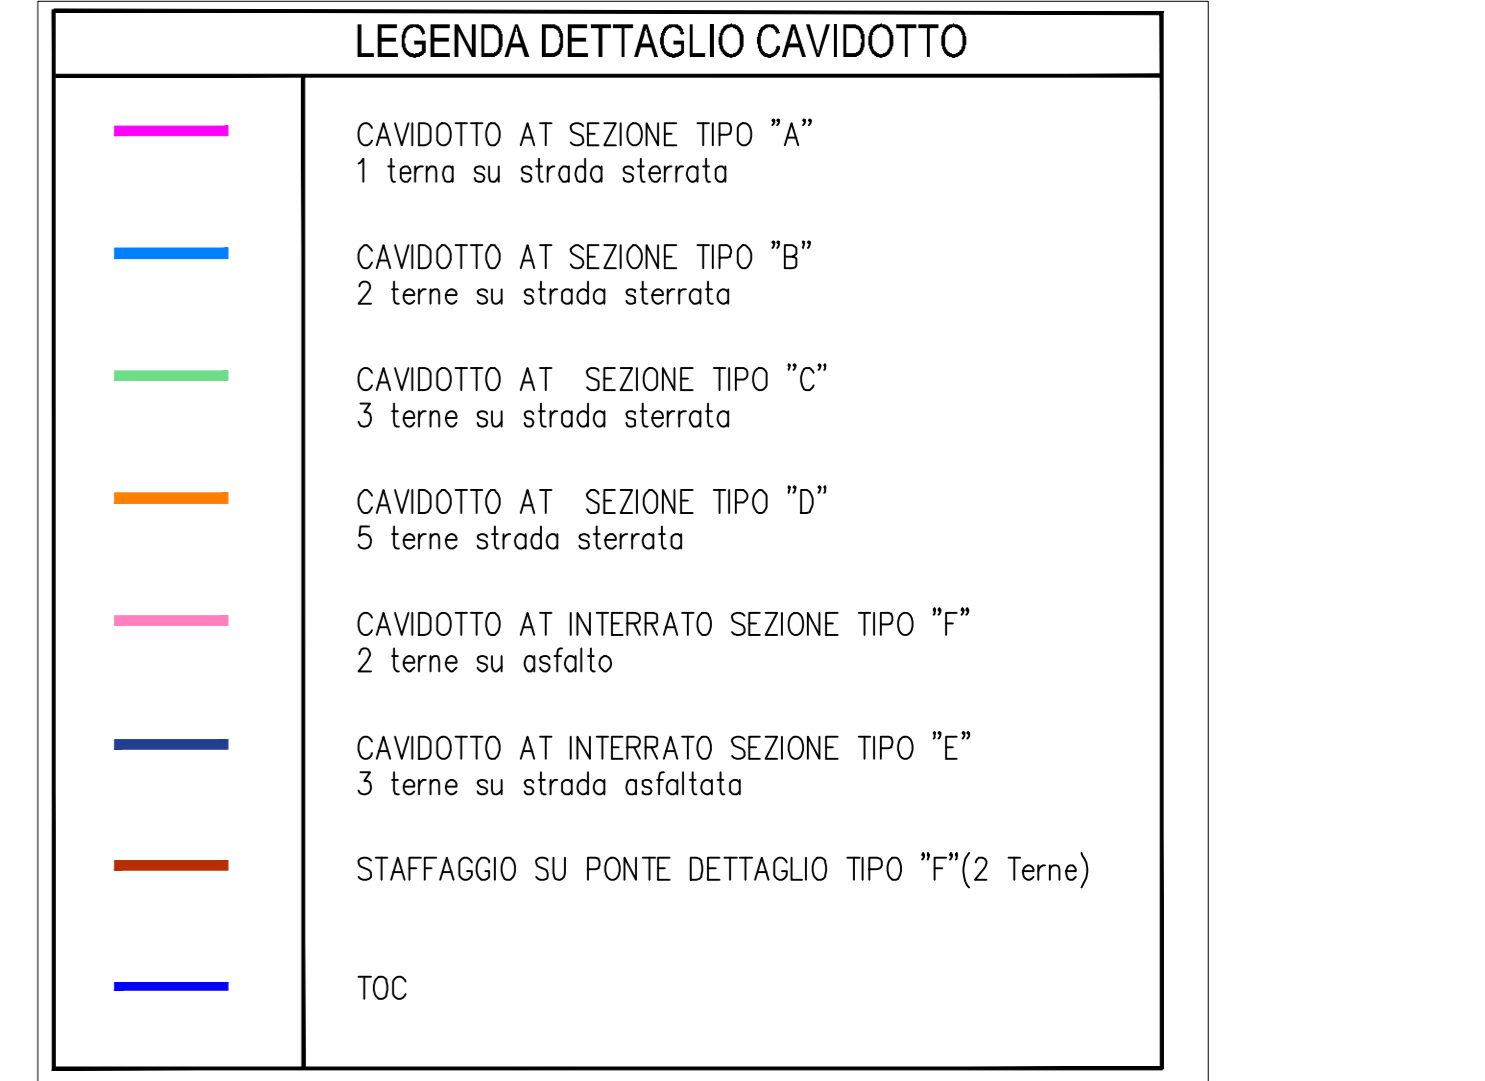 LEGENDA DETTAGLIO CAVIDOTTO
CAVIDOTTO AT SEZIONE TIPO "A"
1 terna su strada sterrata
CAVIDOTTO AT SEZIONE TIPO "B"
2 terne su strada sterrata
CAVIDOTTO AT SEZIONE TIPO "C"
3 terne su strada sterrata
CAVIDOTTO AT SEZIONE TIPO "D"
5 terne strada sterrata
CAVIDOTTO AT INTERRATO SEZIONE TIPO "F"
2 terne su asfalto
CAVIDOTTO AT INTERRATO SEZIONE TIPO "E"
3 terne su strada asfaltata
STAFFAGGIO SU PONTE DETTAGLIO TIPO "F"(2 Terne)
TOC